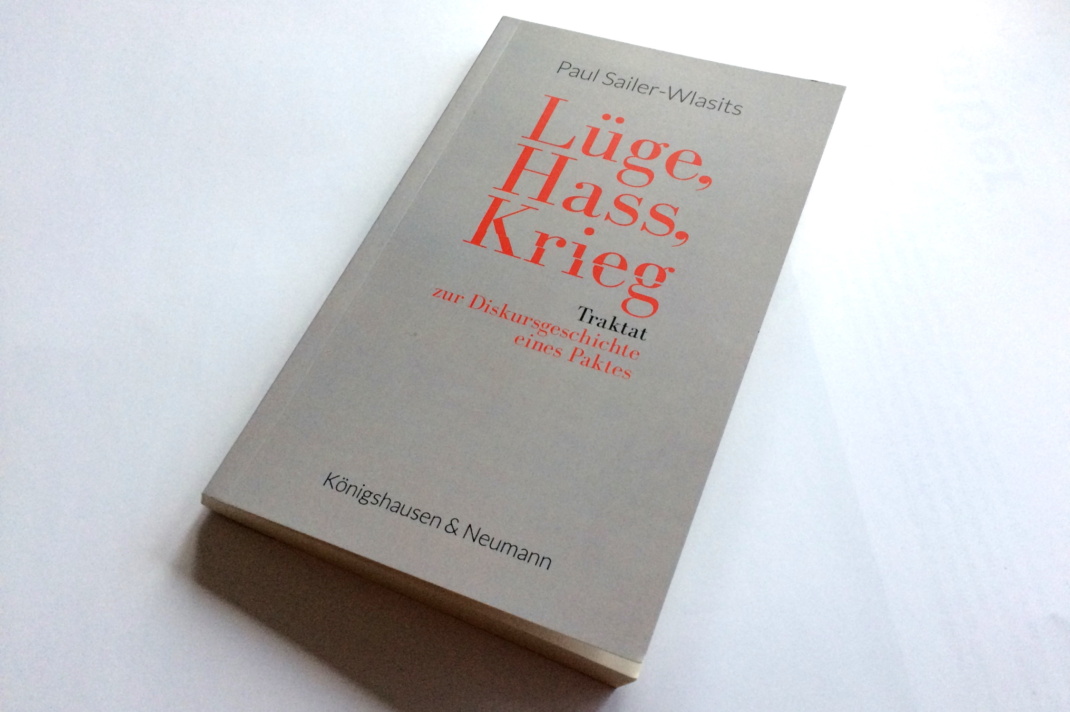 Paul Sailer-Wlasits
Lüge,
Hass,
Krieg
Traktat
zur Diskursgeschichte
eines Paktes
Königshausen & Neumann